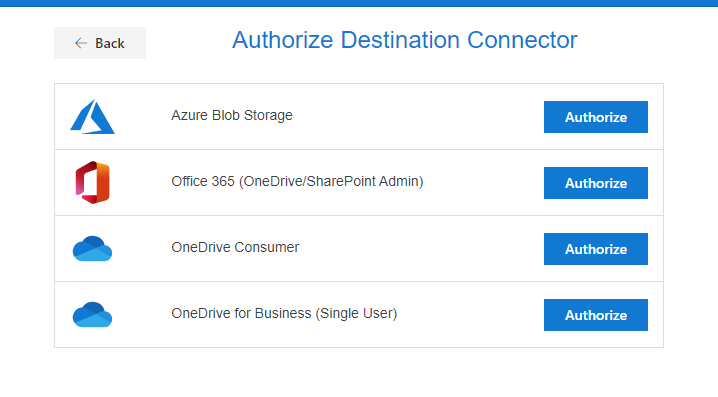 Back
Authorize Destination Connector
Azure Blob Storage
Authorize
Office 365 (OneDrive/SharePoint Admin)
Authorize
OneDrive Consumer
Authorize
OneDrive for Business (Single User)
Authorize